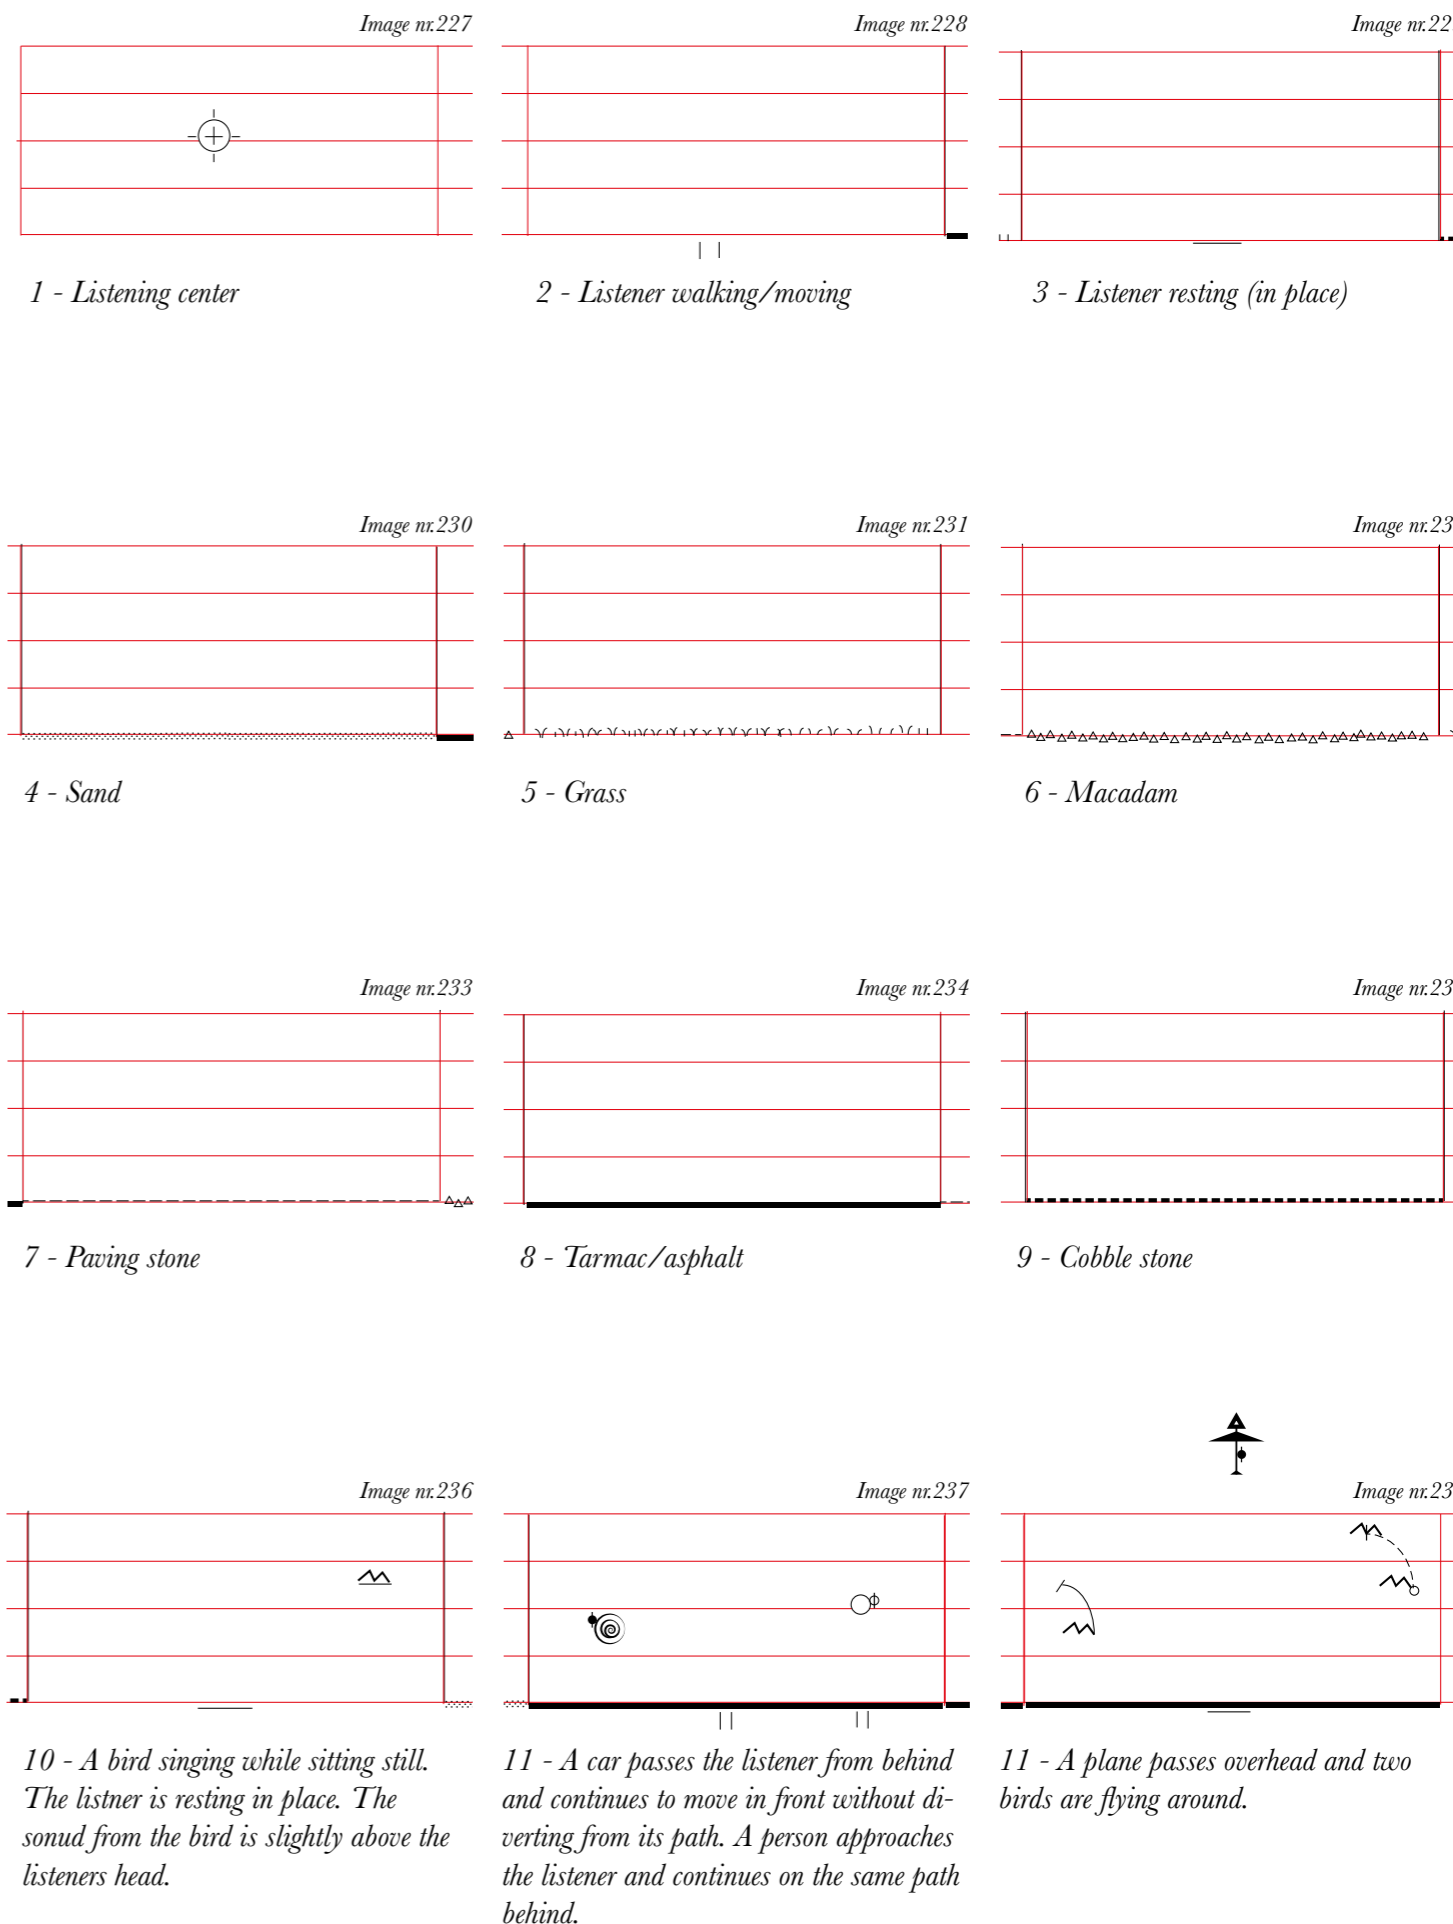 Image nr.227
Image nr.228
Image nr.22
1 - Listening center
2 - Listener walking/moving
3 - Listener resting (in place)
Image nr.230
Image nr.231
Image nr.23
4 - Sand
5 - Grass
6 - Macadam
Image nr.233
Image nr.234
Image nr.23
7 - Paving stone
8 - Tarmac/asphalt
9 - Cobble stone
Image nr.236
Image nr.237
Image nr.23
10 - A bird singing while sitting still.
The listner is resting in place. The
sonud from the bird is slightly above the
listeners head.
11 - A car passes the listener from behind
and continues to move in front without di-
verting from its path. A person approaches
the listener and continues on the same path
behind.
11 - A plane passes overhead and two
birds are flying around.